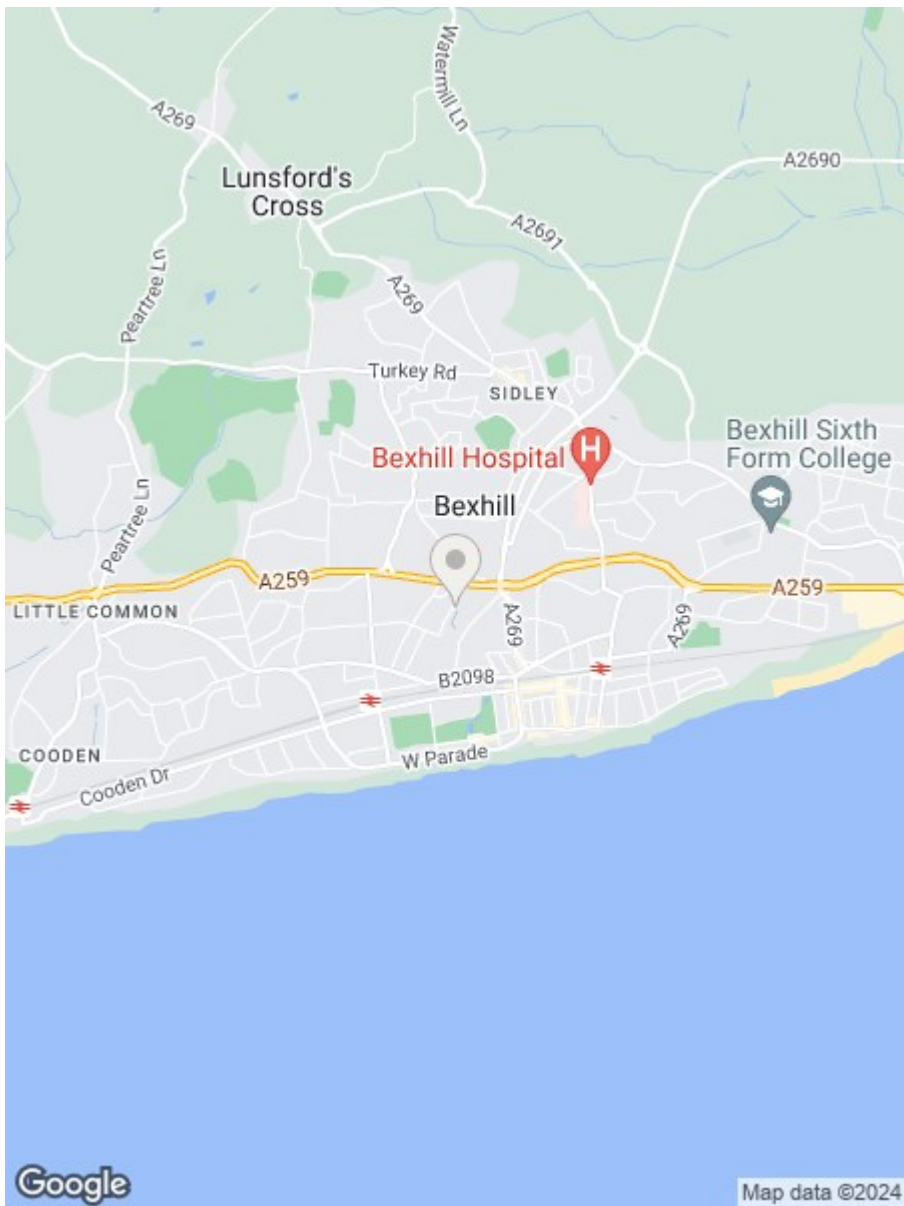 Watermill Ln
A269
A2690
Lunsford's
Cross
A2691
Peartree Ln
A269
Turkey Rd
SIDLEY
Bexhill Sixth
Form College
Bexhill Hospital
H
Bexhill
Peartree Ln
A259
A259
LITTLE COMMON
A269
A269
B2098
COODEN
W Parade
Cooden Dr
Google
Map data ©2024